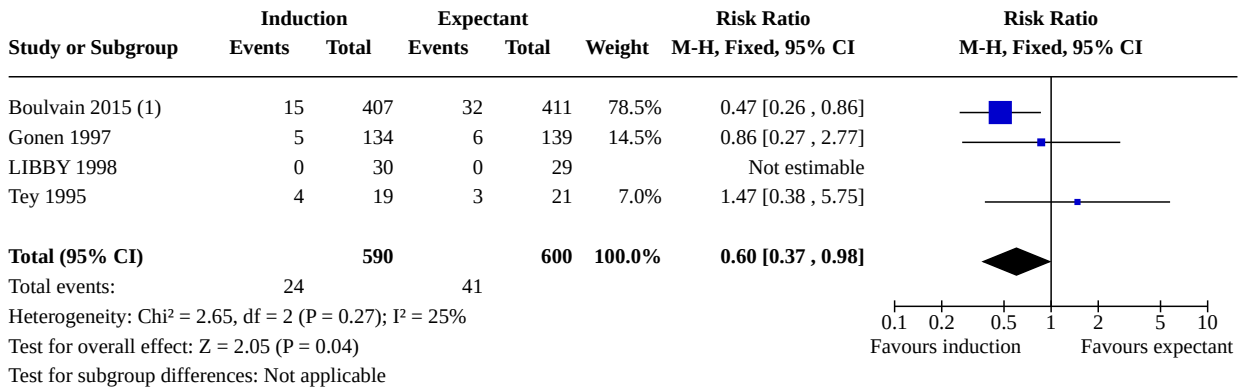 Induction Expectant Risk Ratio Risk Ratio
Study or Subgroup Events Total Events Total Weight M-H, Fixed, 95% CI M-H, Fixed, 95% CI
Boulvain 2015 (1) 15 407 32 411 78.5% 0.47 [0.26 , 0.86]
Gonen 1997 5 134 6 139 14.5% 0.86 [0.27 , 2.77]
LIBBY 1998 0 30 0 29 Not estimable
Tey 1995 4 19 3 21 7.0% 1.47 [0.38 , 5.75]
Total (95% CI) 590 600 100.0% 0.60 [0.37 , 0.98]
Total events: 24 41
Heterogeneity: Chi² = 2.65, df = 2 (P = 0.27); I² = 25%
0.1 0.2 0.5 1 2 5 10
Test for overall effect: Z = 2.05 (P = 0.04)
Favours induction Favours expectant
Test for subgroup differences: Not applicable